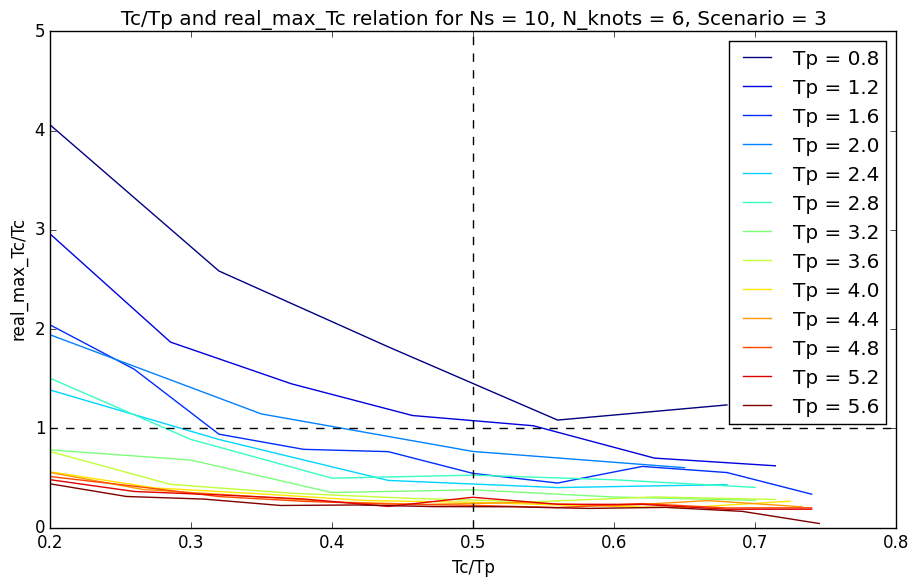 Tc/Tp and real_max_Tc relation for Ns = 10, N_knots = 6, Scenario = 3
real_max_Tc/Tc
5
4
3
2
1
0
Tp = 0.8
Tp = 1.2
Tp = 1.6
Tp = 2.0
Tp = 2.4
Tp = 2.8
Tp = 3.2
Tp = 3.6
Tp = 4.0
Tp = 4.4
Tp = 4.8
Tp = 5.2
Tp = 5.6
0.2 0.3 0.4 0.5 0.6 0.7 0.8
Tc/Tp